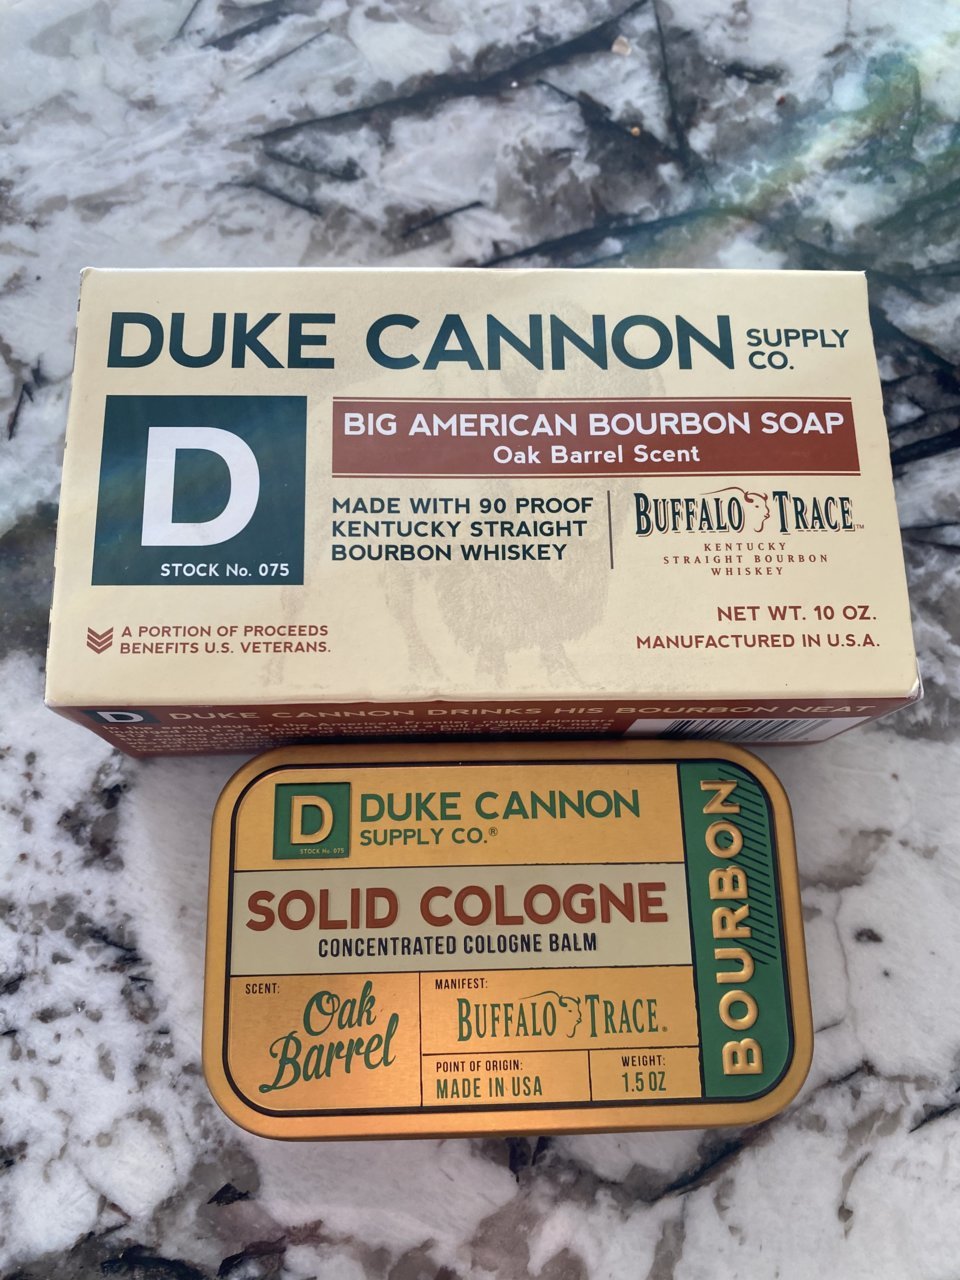 DUKE CANNON SUPPLY CO.
D
STOCK No. 075
BIG AMERICAN BOURBON SOAP
Oak Barrel Scent
MADE WITH 90 PROOF
KENTUCKY STRAIGHT
BOURBON WHISKEY
BUFFALO TRACE™
KENTUCKY
STRAIGHT BOURBON
WHISKEY
A PORTION OF PROCEEDS
BENEFITS U.S. VETERANS.
NET WT. 10 OZ.
MANUFACTURED IN U.S.A.
D DUKE CANNON DRINKS HIS BOURBON NEAT
D
STOCK No. 075
DUKE CANNON
SUPPLY CO.®
SOLID COLOGNE
CONCENTRATED COLOGNE BALM
SCENT:
Oak
Barrel
MANIFEST:
BUFFALO TRACE®
POINT OF ORIGIN:
MADE IN USA
WEIGHT:
1.5 OZ
BOURBON